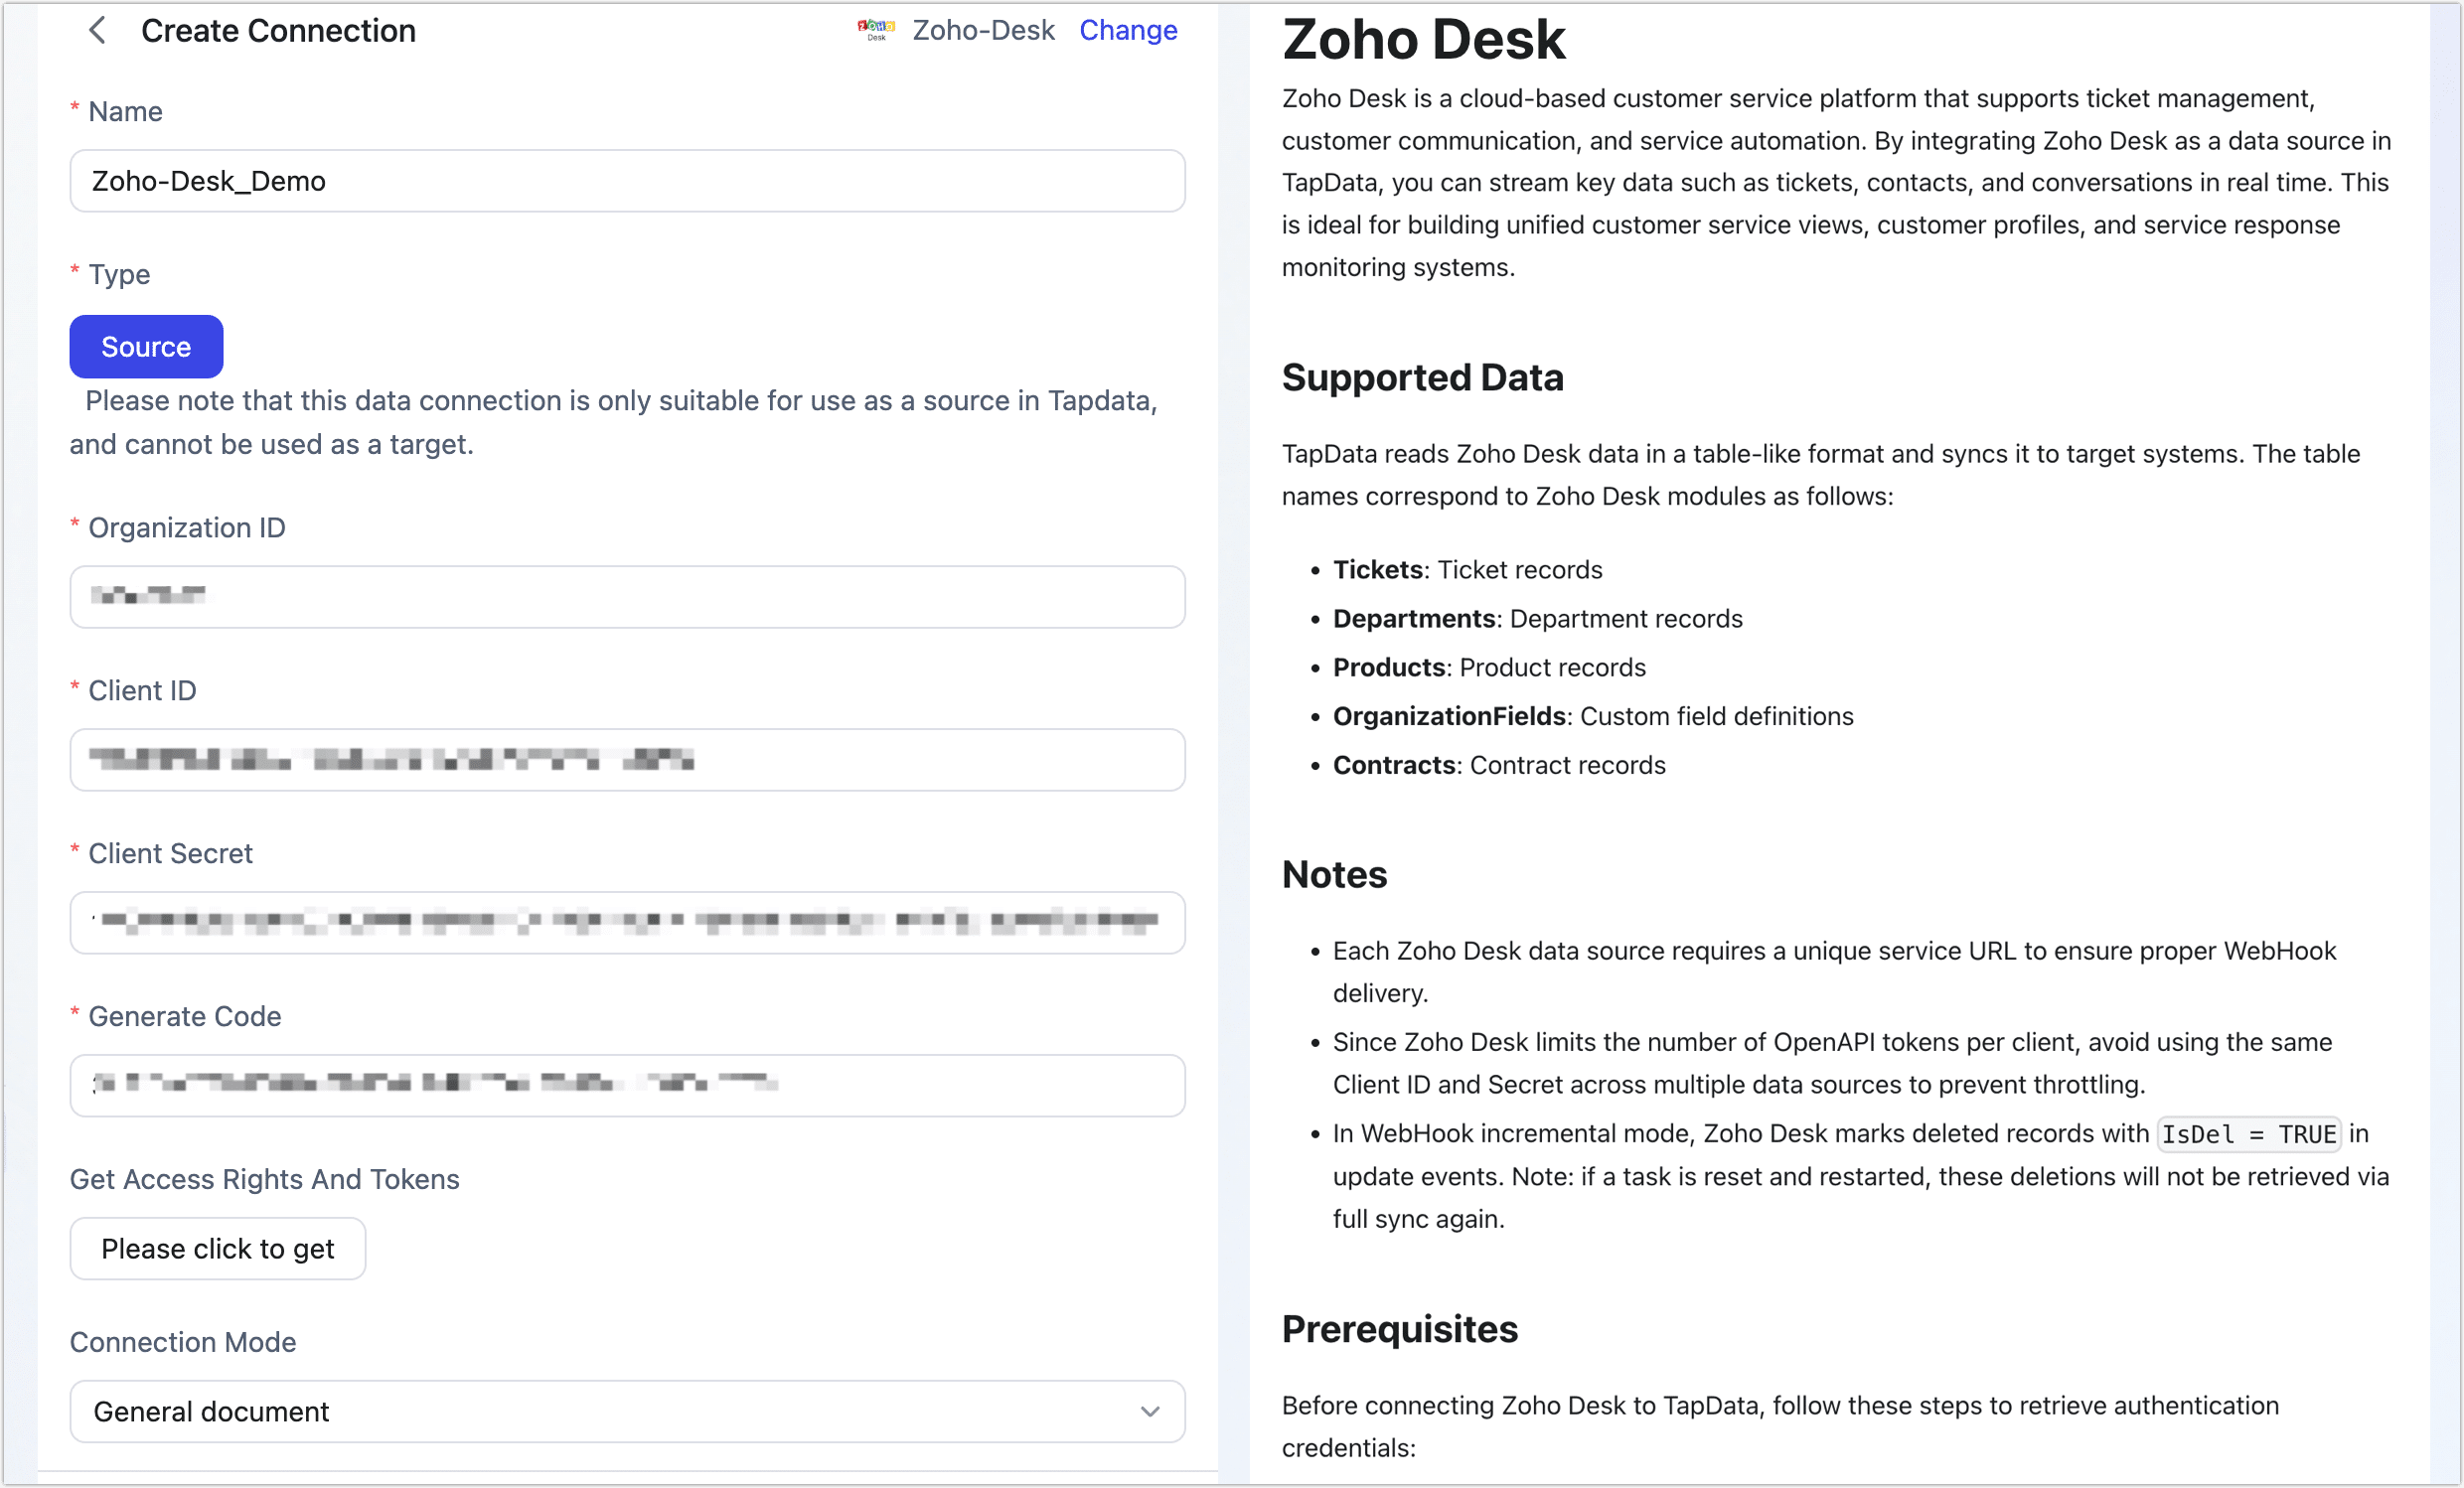 Create Connection
ZOHO Desk
Zoho-Desk
Change
* Name
Zoho-Desk_Demo
* Type
Source
Please note that this data connection is only suitable for use as a source in Tapdata,
and cannot be used as a target.
* Organization ID
* Client ID
* Client Secret
* Generate Code
Get Access Rights And Tokens
Please click to get
Connection Mode
General document
Zoho Desk
Zoho Desk is a cloud-based customer service platform that supports ticket management,
customer communication, and service automation. By integrating Zoho Desk as a data source in
TapData, you can stream key data such as tickets, contacts, and conversations in real time. This
is ideal for building unified customer service views, customer profiles, and service response
monitoring systems.
Supported Data
TapData reads Zoho Desk data in a table-like format and syncs it to target systems. The table
names correspond to Zoho Desk modules as follows:
• Tickets: Ticket records
• Departments: Department records
• Products: Product records
• OrganizationFields: Custom field definitions
• Contracts: Contract records
Notes
• Each Zoho Desk data source requires a unique service URL to ensure proper WebHook
delivery.
• Since Zoho Desk limits the number of OpenAPI tokens per client, avoid using the same
Client ID and Secret across multiple data sources to prevent throttling.
• In WebHook incremental mode, Zoho Desk marks deleted records with IsDel = TRUE in
update events. Note: if a task is reset and restarted, these deletions will not be retrieved via
full sync again.
Prerequisites
Before connecting Zoho Desk to TapData, follow these steps to retrieve authentication
credentials: